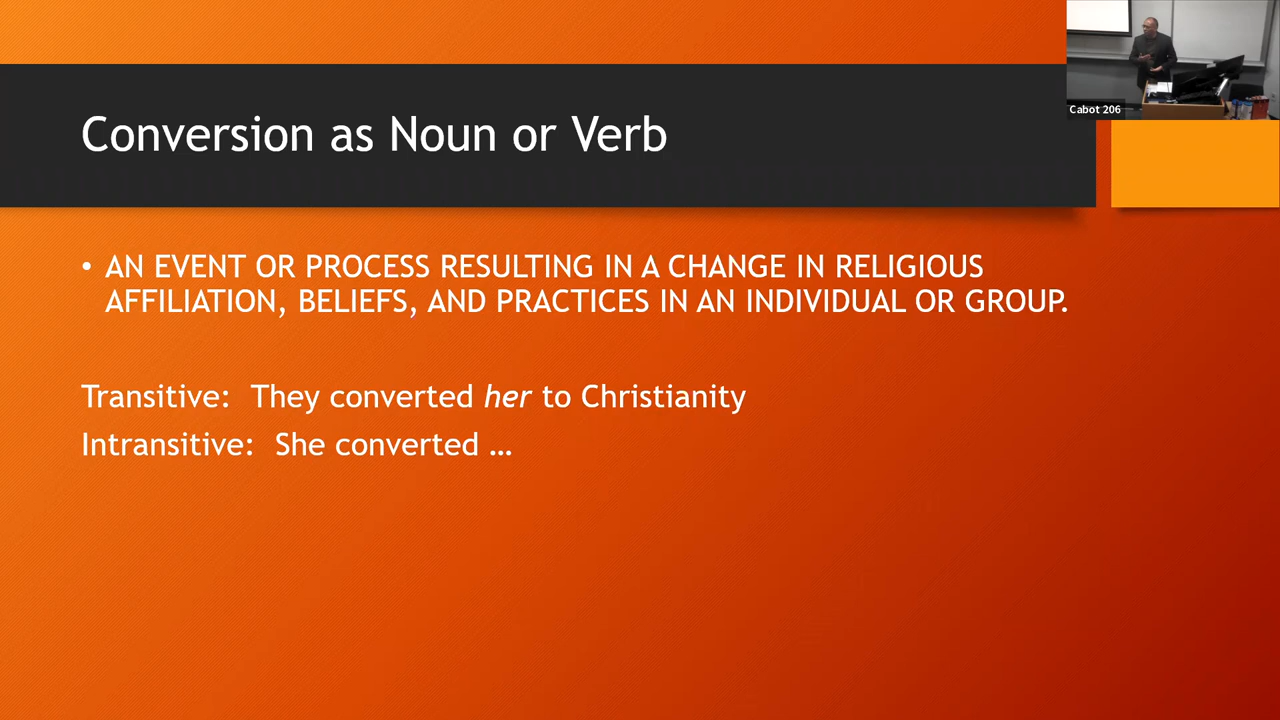 Cabot 206
Conversion as Noun or Verb
• AN EVENT OR PROCESS RESULTING IN A CHANGE IN RELIGIOUS
AFFILIATION, BELIEFS, AND PRACTICES IN AN INDIVIDUAL OR GROUP.
Transitive: They converted her to Christianity
Intransitive: She converted …